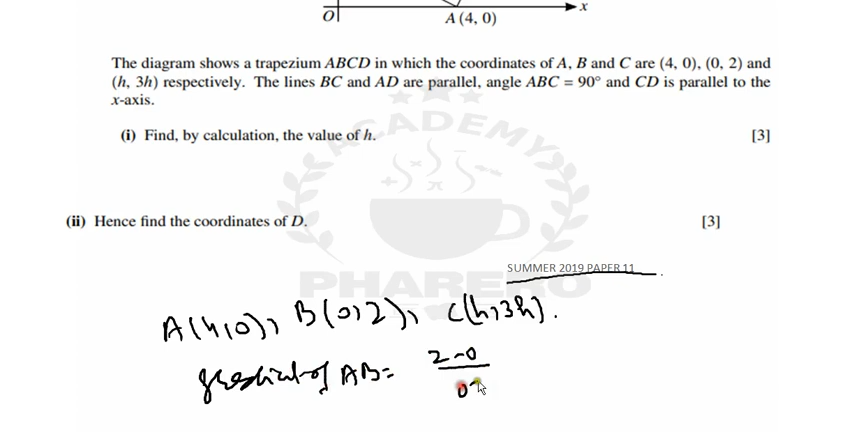 O A (4, 0) x
The diagram shows a trapezium ABCD in which the coordinates of A, B and C are (4, 0), (0, 2) and
(h, 3h) respectively. The lines BC and AD are parallel, angle ABC = 90° and CD is parallel to the
x-axis.
ACADEMY
(i) Find, by calculation, the value of h. [3]
(ii) Hence find the coordinates of D. [3]
SUMMER 2019 PAPER 11
PHARERO
A(4,0), B(0,2), C(h,3h).
gradient of AB = 2-0
0-